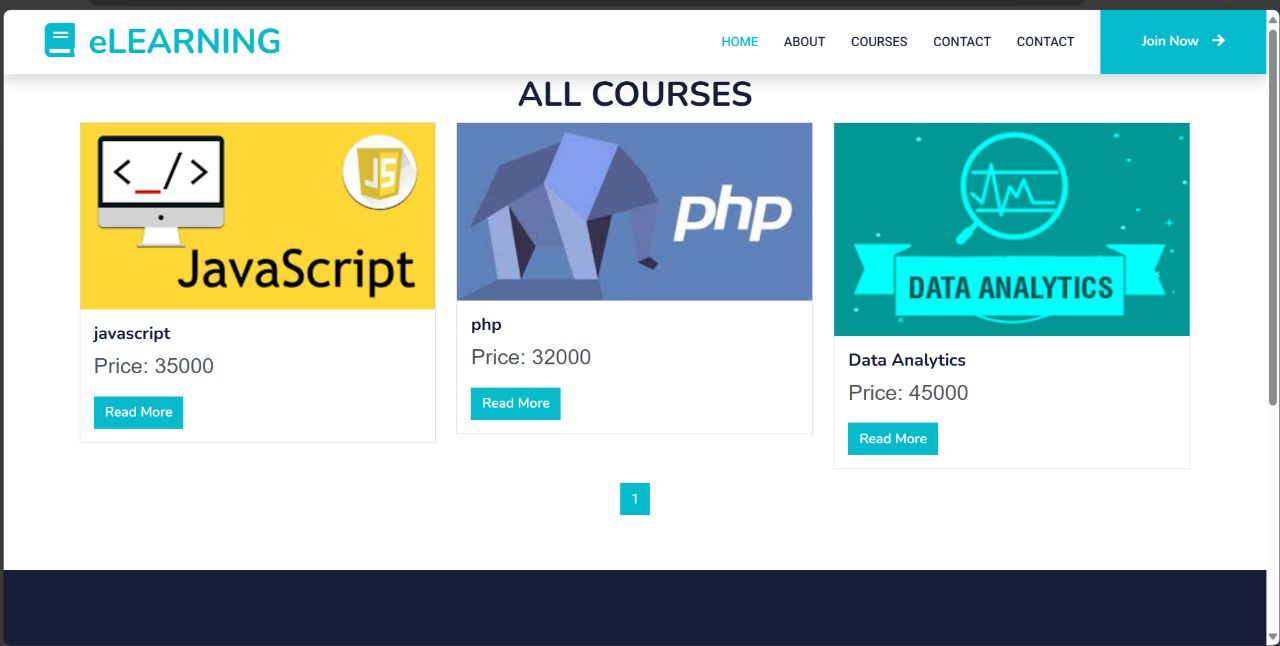 eLEARNING
HOME ABOUT COURSES CONTACT CONTACT Join Now
ALL COURSES
JS
JavaScript
javascript
Price: 35000
Read More
php
php
Price: 32000
Read More
DATA ANALYTICS
Data Analytics
Price: 45000
Read More
1